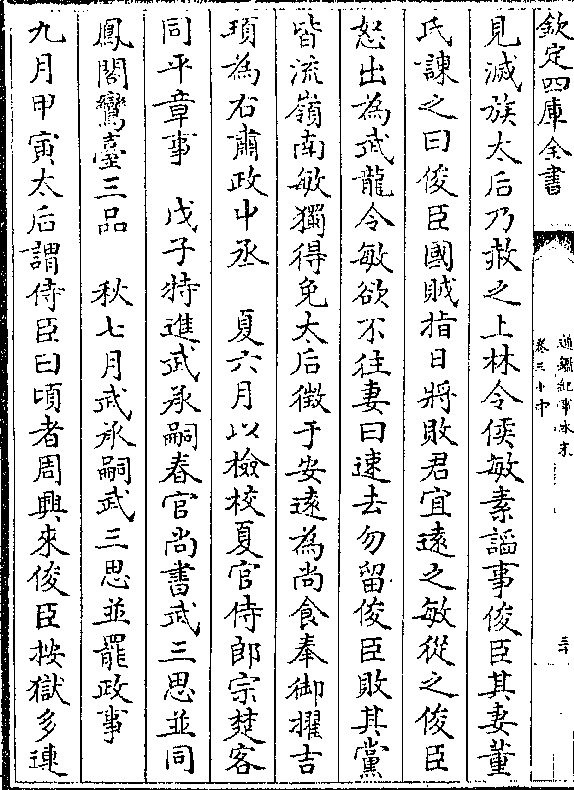 欽定四庫全書
通鑑紀事本末
卷三十中
三十
見滅族太后乃赦之上林令侯敏素諂事俊臣其妻董
氏諫之曰俊臣國賊指日將敗君宜遠之敏從之俊臣
怒出為武龍令敏欲不往妻曰速去勿留俊臣敗其黨
皆流嶺南敏獨得免太后徵于安遠為尚食奉御擢吉
頊為右肅政中丞　夏六月以檢校夏官侍郎宗楚客
同平章事　戊子特進武承嗣春官尚書武三思並同
鳳閣鸞臺三品　秋七月武承嗣武三思並罷政事
九月甲寅太后謂侍臣曰頃者周興來俊臣按獄多連